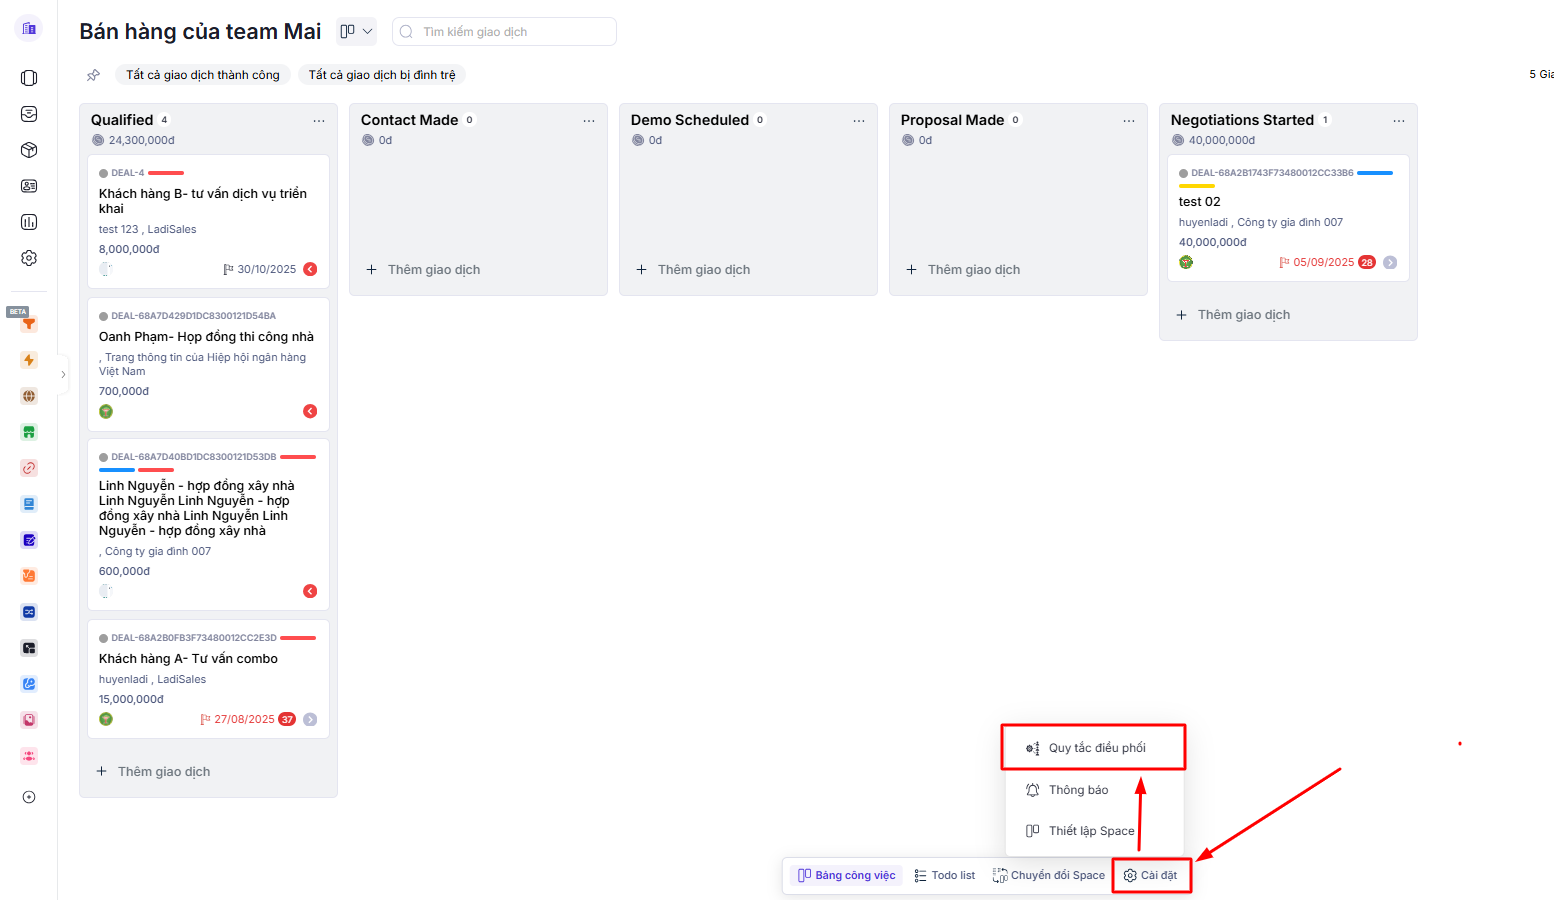 Bán hàng của team Mai
Tìm kiếm giao dịch
Tất cả giao dịch thành công
Tất cả giao dịch bị đình trệ
5 Gia
BETA
Qualified 4
24,300,000đ
DEAL-4
Khách hàng B- tư vấn dịch vụ triển
khai
test 123 , LadiSales
8,000,000đ
30/10/2025
DEAL-68A7D429D1DC8300121D54BA
Oanh Phạm- Họp đồng thi công nhà
, Trang thông tin của Hiệp hội ngân hàng
Việt Nam
700,000đ
DEAL-68A7D40BD1DC8300121D53DB
Linh Nguyễn - hợp đồng xây nhà
Linh Nguyễn Linh Nguyễn - hợp
đồng xây nhà Linh Nguyễn Linh
Nguyễn - hợp đồng xây nhà
, Công ty gia đình 007
600,000đ
DEAL-68A2B0FB3F73480012CC2E3D
Khách hàng A- Tư vấn combo
huyenladi , LadiSales
15,000,000đ
27/08/2025 37
Thêm giao dịch
Contact Made 0
0đ
Thêm giao dịch
Demo Scheduled 0
0đ
Thêm giao dịch
Proposal Made 0
0đ
Thêm giao dịch
Negotiations Started 1
40,000,000đ
DEAL-68A2B1743F73480012CC33B6
test 02
huyenladi , Công ty gia đình 007
40,000,000đ
05/09/2025 28
Thêm giao dịch
Quy tắc điều phối
Thông báo
Thiết lập Space
Bảng công việc
Todo list
Chuyển đổi Space
Cài đặt